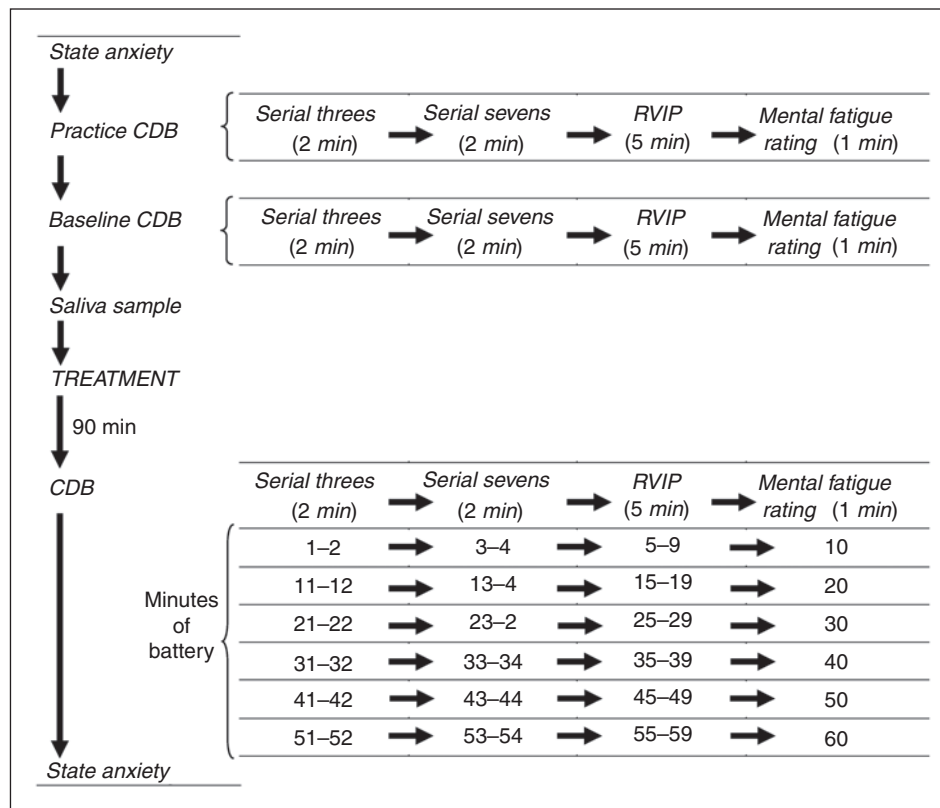 State anxiety
Practice CDB
Serial threes
(2 min)
Serial sevens
(2 min)
RVIP
(5 min)
Mental fatigue
rating (1 min)
Baseline CDB
Serial threes
(2 min)
Serial sevens
(2 min)
RVIP
(5 min)
Mental fatigue
rating (1 min)
Saliva sample
TREATMENT
90 min
CDB
Serial threes
(2 min)
Serial sevens
(2 min)
RVIP
(5 min)
Mental fatigue
rating (1 min)
Minutes
of
battery
1–2 3–4 5–9 10
11–12 13–4 15–19 20
21–22 23–2 25–29 30
31–32 33–34 35–39 40
41–42 43–44 45–49 50
51–52 53–54 55–59 60
State anxiety